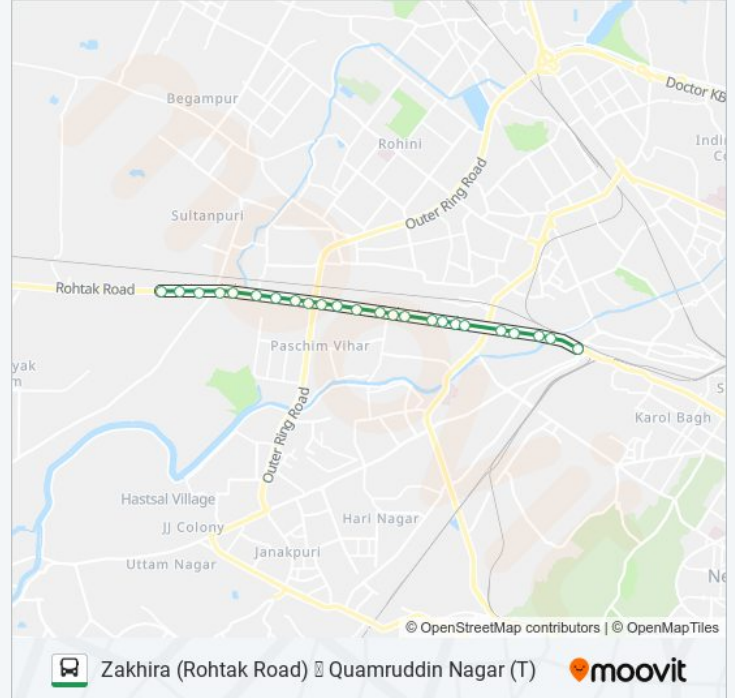 Doctor KB
Begampur
Rohini
Indi
Ce
Outer Ring Road
Sultanpuri
Rohtak Road
Paschim Vihar
yak
m
S
Karol Bagh
Outer Ring Road
Hastsal Village
JJ Colony
Hari Nagar
Janakpuri
Uttam Nagar
Ne
© OpenStreetMap contributors | © OpenMapTiles
Zakhira (Rohtak Road) ▯ Quamruddin Nagar (T)
moovit